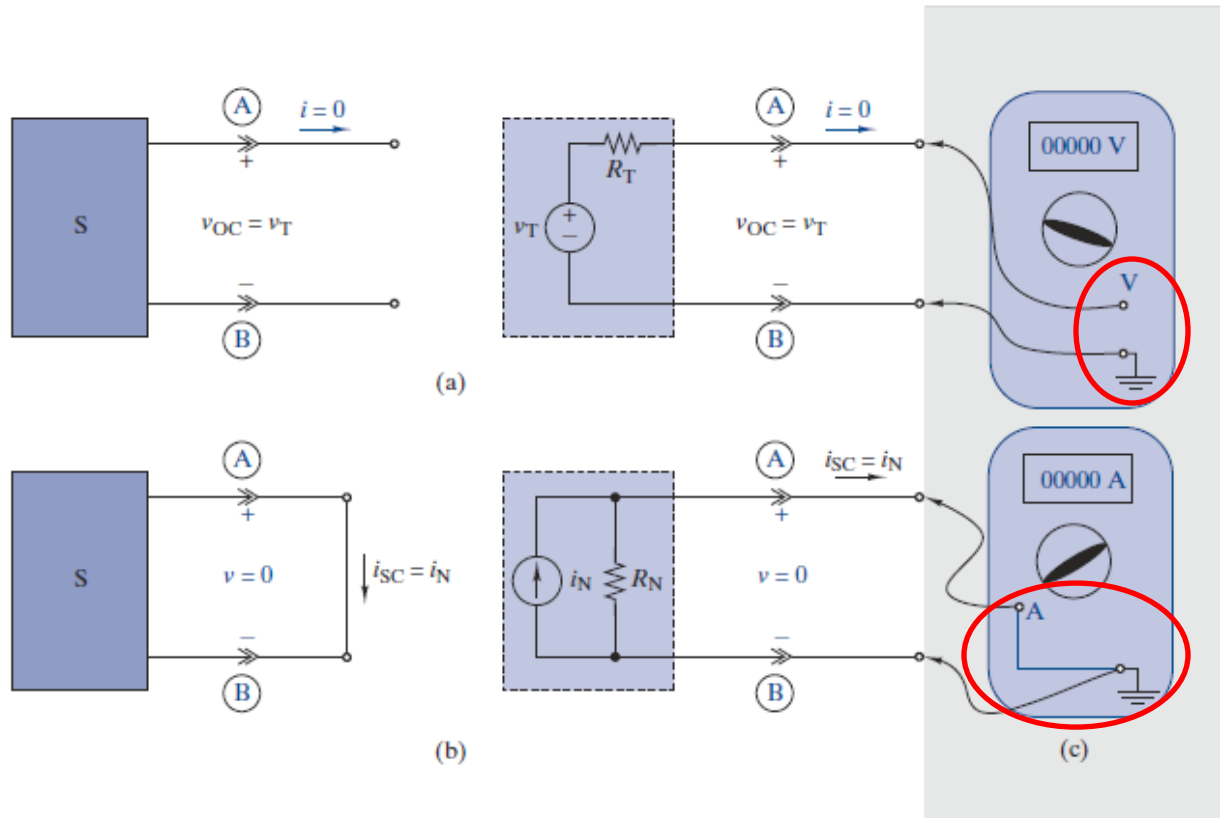 A
i = 0
+
S
vOC = vT
−
B
A
i = 0
+
RT
vT
+
−
vOC = vT
−
B
00000 V
V
(a)
A
+
S
v = 0
iSC = iN
−
B
A
iSC = iN
+
iN
RN
v = 0
−
B
00000 A
A
(b)
(c)